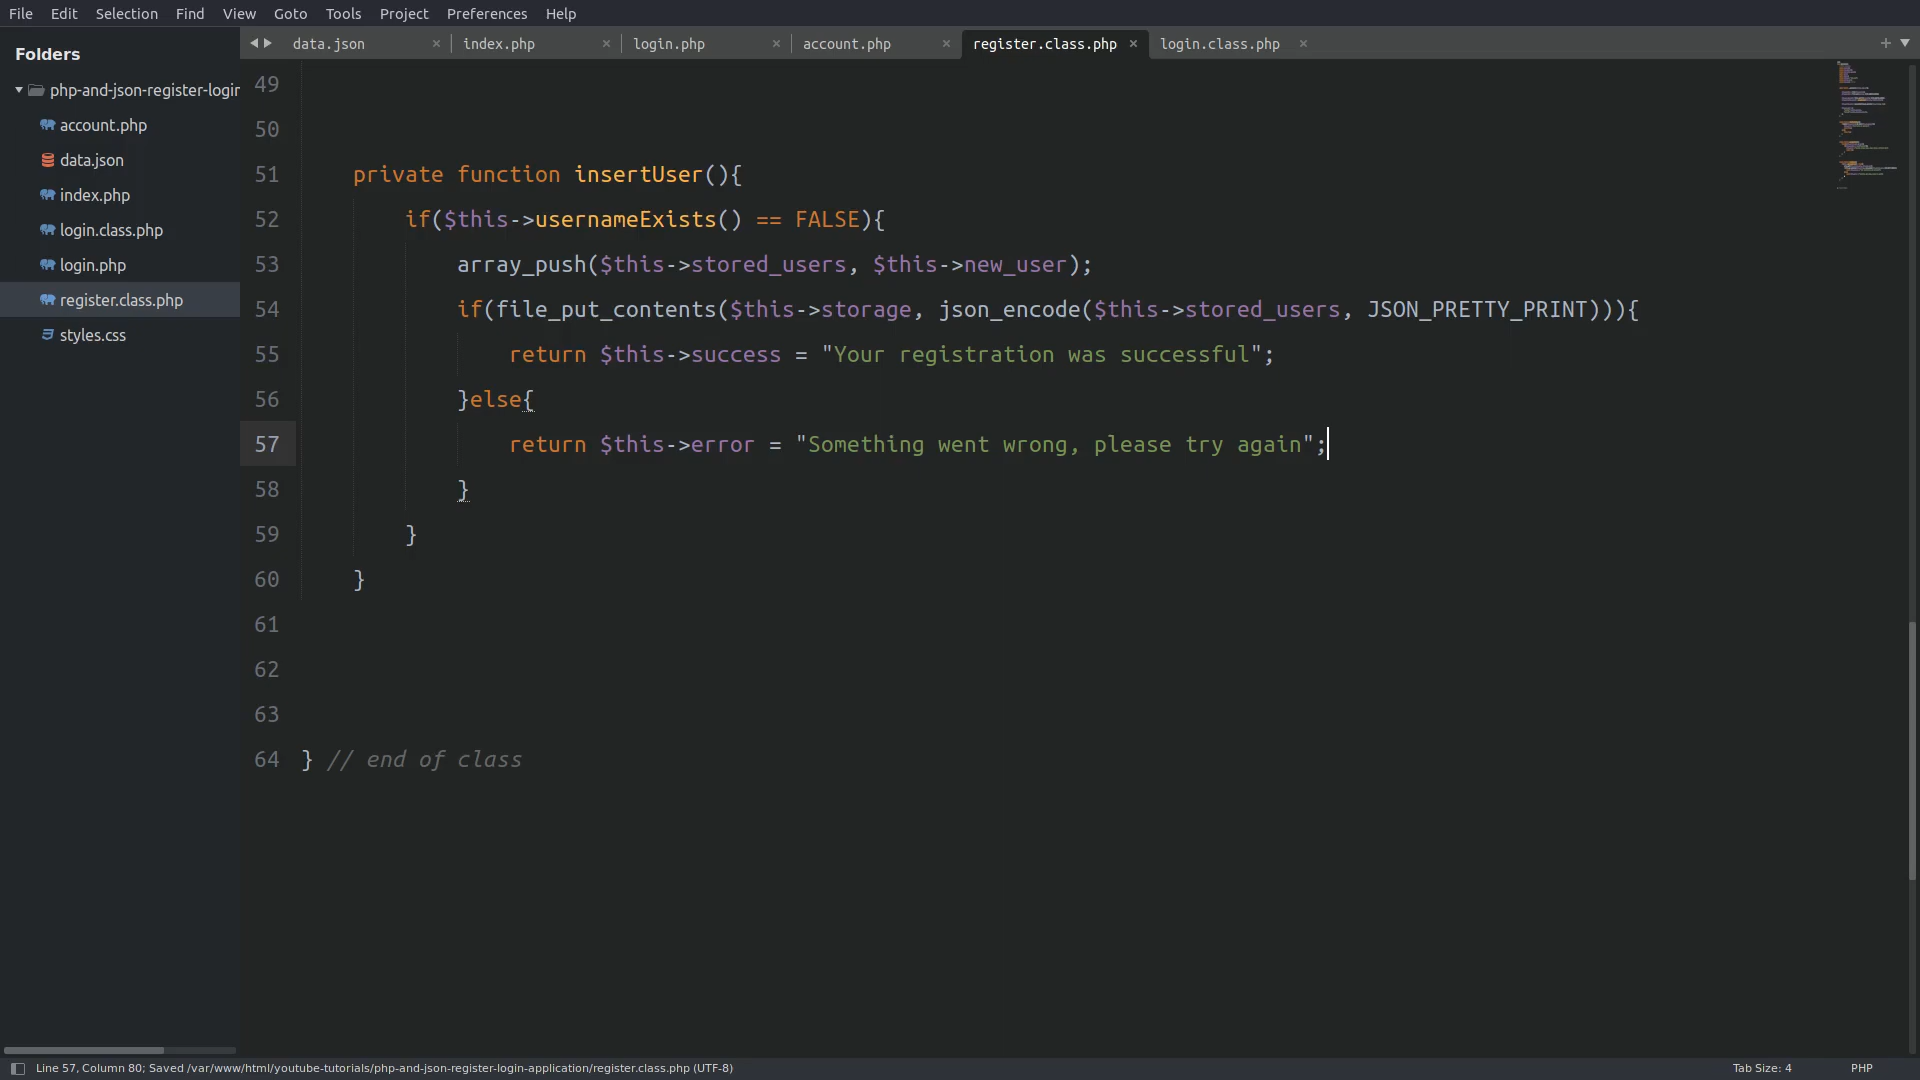 File Edit Selection Find View Goto Tools Project Preferences Help
Folders
php-and-json-register-login
account.php
data.json
index.php
login.class.php
login.php
register.class.php
styles.css
data.json × index.php × login.php × account.php × register.class.php × login.class.php ×
49
50
51 private function insertUser(){
52 if($this->usernameExists() == FALSE){
53 array_push($this->stored_users, $this->new_user);
54 if(file_put_contents($this->storage, json_encode($this->stored_users, JSON_PRETTY_PRINT))){
55 return $this->success = "Your registration was successful";
56 }else{
57 return $this->error = "Something went wrong, please try again";
58 }
59 }
60 }
61
62
63
64 } // end of class
Line 57, Column 80; Saved /var/www/html/youtube-tutorials/php-and-json-register-login-application/register.class.php (UTF-8) Tab Size: 4 PHP